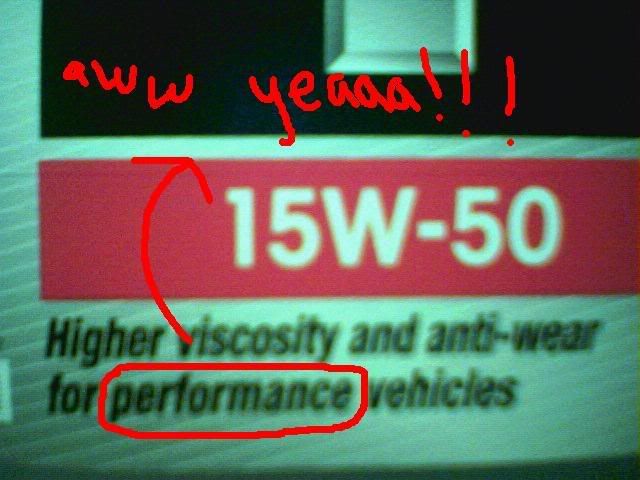 aww yeaaa!!!
15W-50
Higher viscosity and anti-wear
for performance vehicles